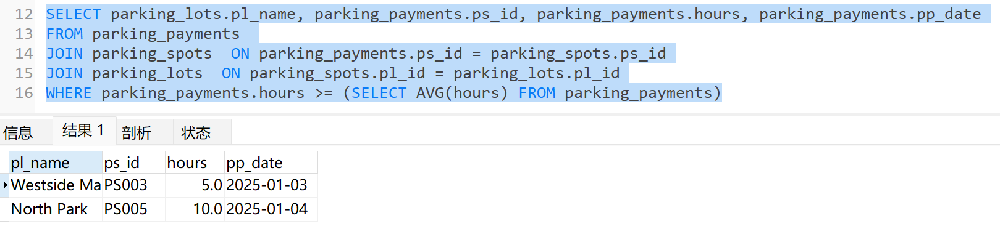 12 SELECT parking_lots.pl_name, parking_payments.ps_id, parking_payments.hours, parking_payments.pp_date
13 FROM parking_payments
14 JOIN parking_spots  ON parking_payments.ps_id = parking_spots.ps_id
15 JOIN parking_lots  ON parking_spots.pl_id = parking_lots.pl_id
16 WHERE parking_payments.hours >= (SELECT AVG(hours) FROM parking_payments)
信息 结果 1 剖析 状态
pl_name ps_id hours pp_date
Westside Ma PS003 5.0 2025-01-03
North Park PS005 10.0 2025-01-04